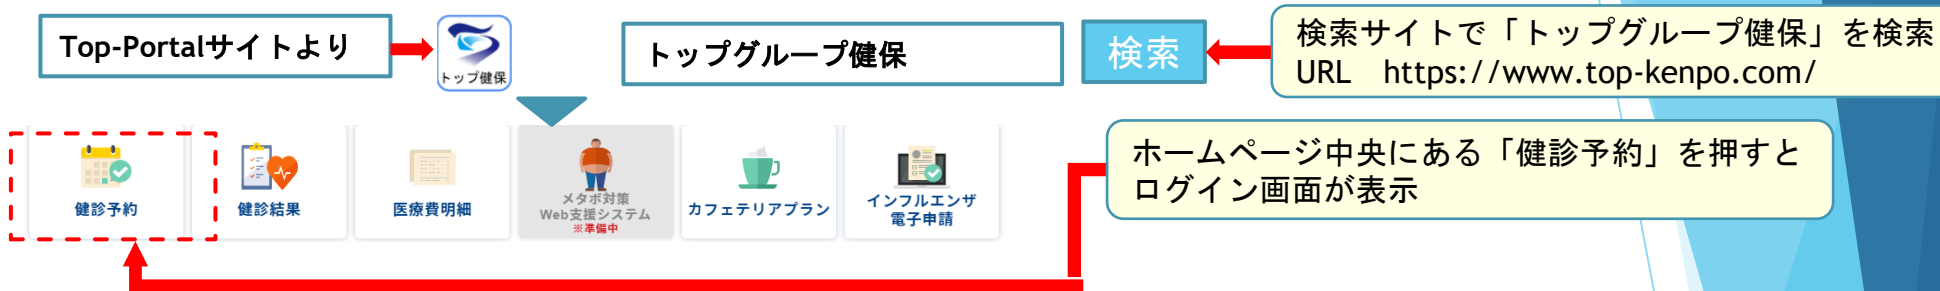 Top-Portalサイトより
トップ健保
トップグループ健保
検索
検索サイトで「トップグループ健保」を検索
URL　https://www.top-kenpo.com/
健診予約
健診結果
医療費明細
メタボ対策
Web支援システム
※準備中
カフェテリアプラン
インフルエンザ
電子申請
ホームページ中央にある「健診予約」を押すと
ログイン画面が表示